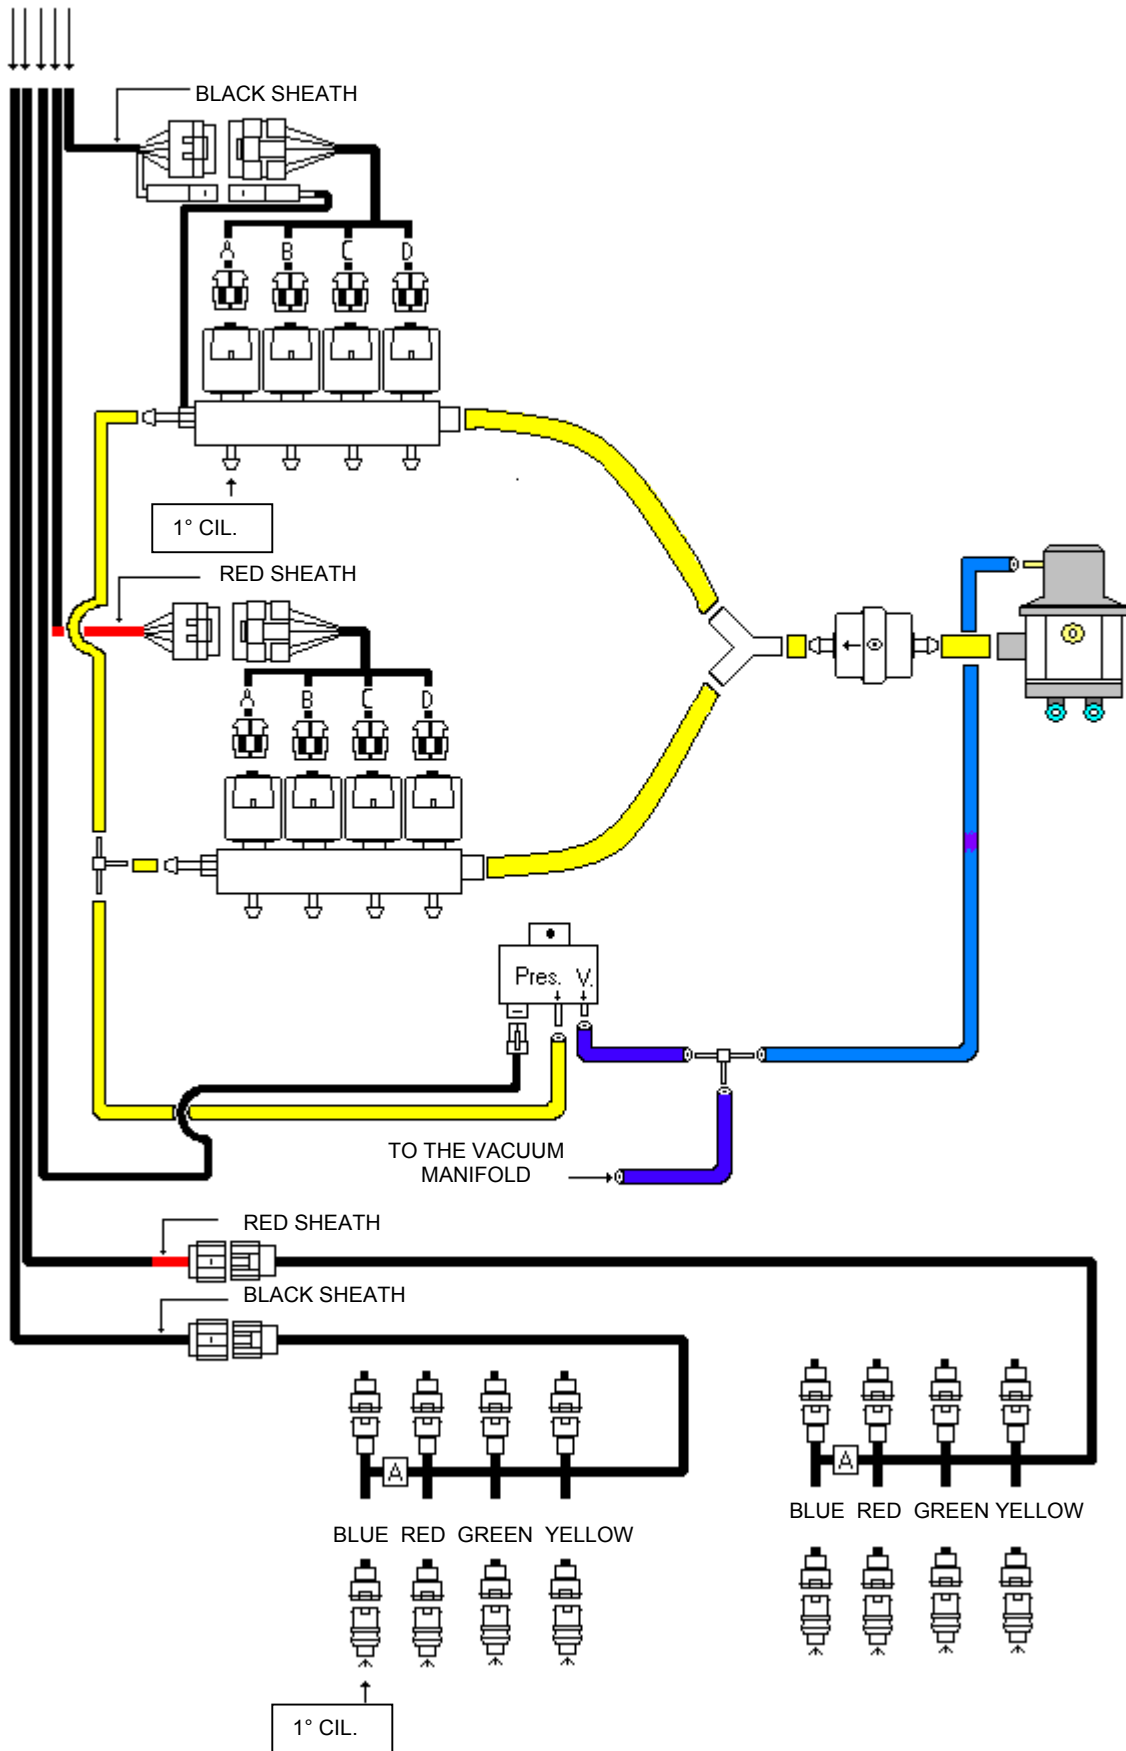 BLACK SHEATH
A B C D
1° CIL.
RED SHEATH
A B C D
Pres. V.
TO THE VACUUM
MANIFOLD
RED SHEATH
BLACK SHEATH
A
A
BLUE RED GREEN YELLOW
BLUE RED GREEN YELLOW
1° CIL.